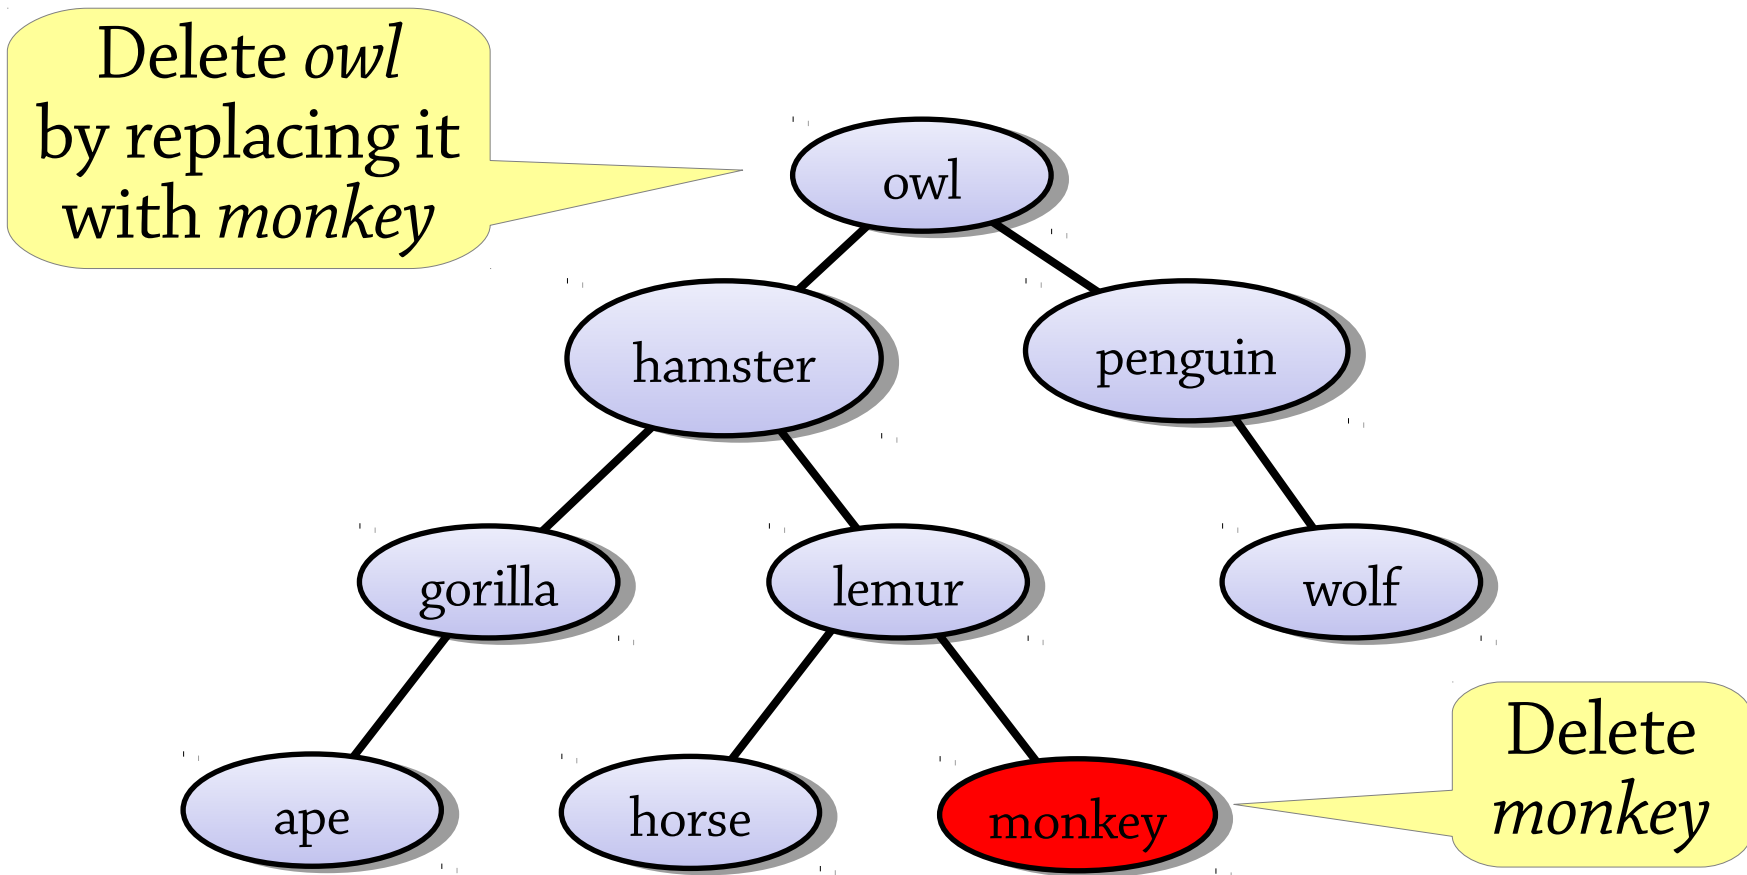 Delete owl
by replacing it
with monkey
owl
hamster
penguin
gorilla
lemur
wolf
ape
horse
monkey
Delete
monkey